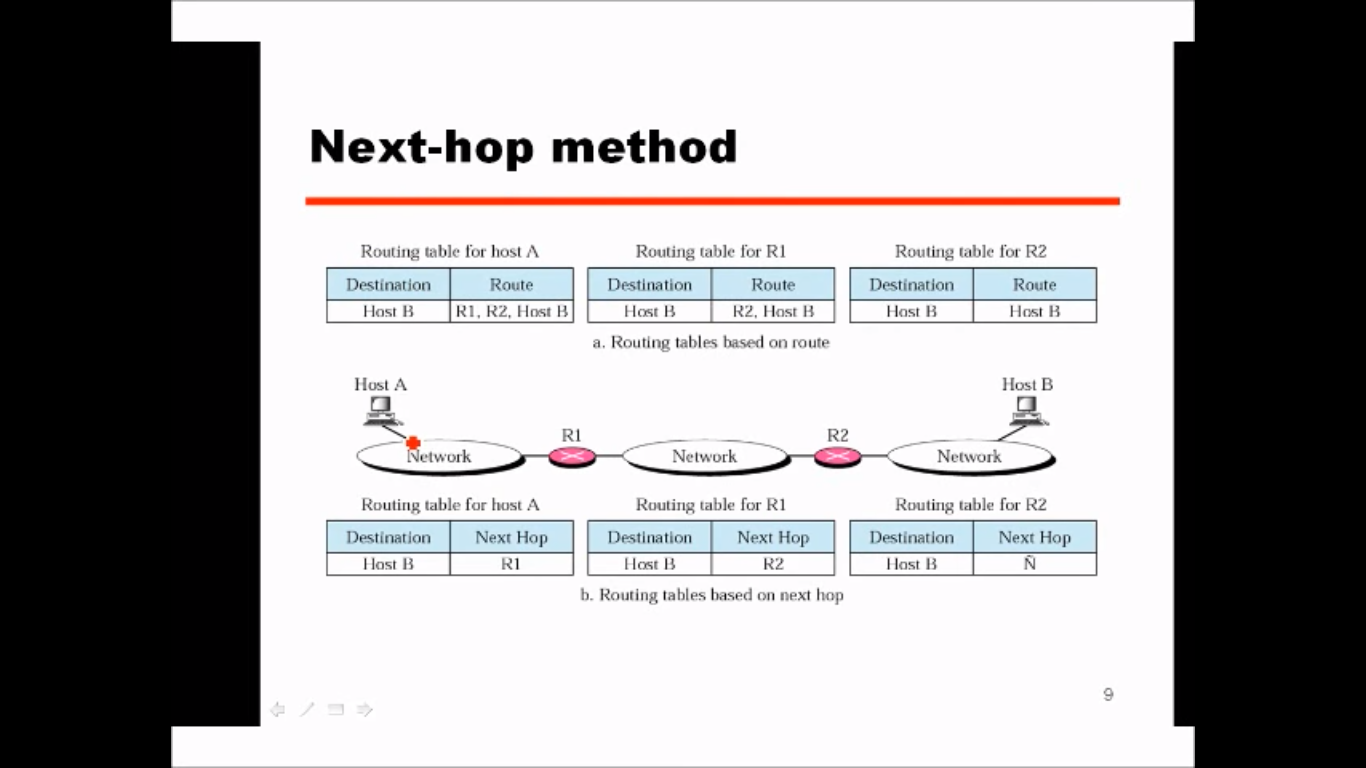 Next-hop method
Routing table for host A
Destination Route
Host B R1, R2, Host B
Routing table for R1
Destination Route
Host B R2, Host B
Routing table for R2
Destination Route
Host B Host B
a. Routing tables based on route
Host A
Host B
R1
R2
Network
Network
Network
Routing table for host A
Destination Next Hop
Host B R1
Routing table for R1
Destination Next Hop
Host B R2
Routing table for R2
Destination Next Hop
Host B Ñ
b. Routing tables based on next hop
9